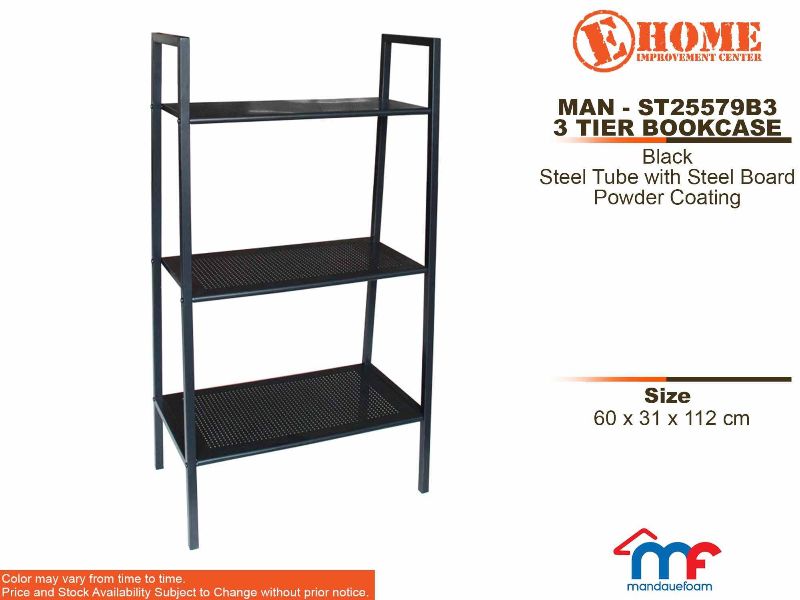 E HOME
IMPROVEMENT CENTER
MAN - ST25579B3
3 TIER BOOKCASE
Black
Steel Tube with Steel Board
Powder Coating
Size
60 x 31 x 112 cm
mf
mandauefoam
Color may vary from time to time.
Price and Stock Availability Subject to Change without prior notice.